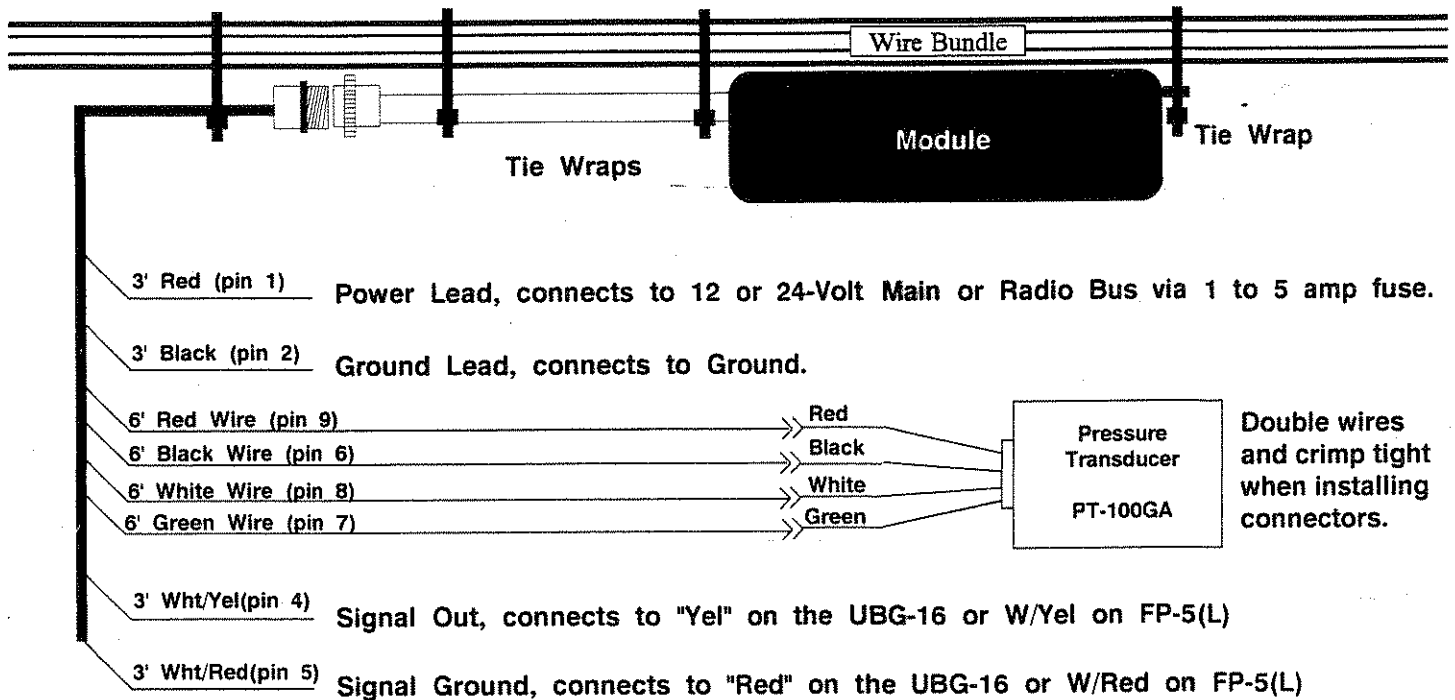 Wire Bundle
Module
Tie Wraps
Tie Wrap
3' Red (pin 1)
Power Lead, connects to 12 or 24-Volt Main or Radio Bus via 1 to 5 amp fuse.
3' Black (pin 2)
Ground Lead, connects to Ground.
6' Red Wire (pin 9)
Red
6' Black Wire (pin 6)
Black
6' White Wire (pin 8)
White
6' Green Wire (pin 7)
Green
Pressure
Transducer
PT-100GA
Double wires
and crimp tight
when installing
connectors.
3' Wht/Yel(pin 4)
Signal Out, connects to "Yel" on the UBG-16 or W/Yel on FP-5(L)
3' Wht/Red(pin 5)
Signal Ground, connects to "Red" on the UBG-16 or W/Red on FP-5(L)